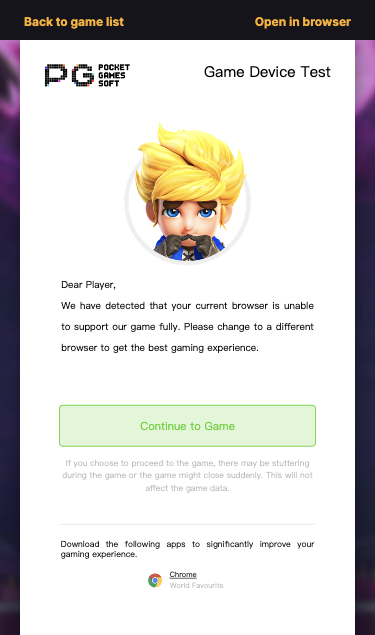 Back to game list
Open in browser
PG POCKET GAMES SOFT
Game Device Test
Dear Player,
We have detected that your current browser is unable
to support our game fully. Please change to a different
browser to get the best gaming experience.
Continue to Game
If you choose to proceed to the game, there may be stuttering
during the game or the game might close suddenly. This will not
affect the game data.
Download the following apps to significantly improve your
gaming experience.
Chrome
World Favourite